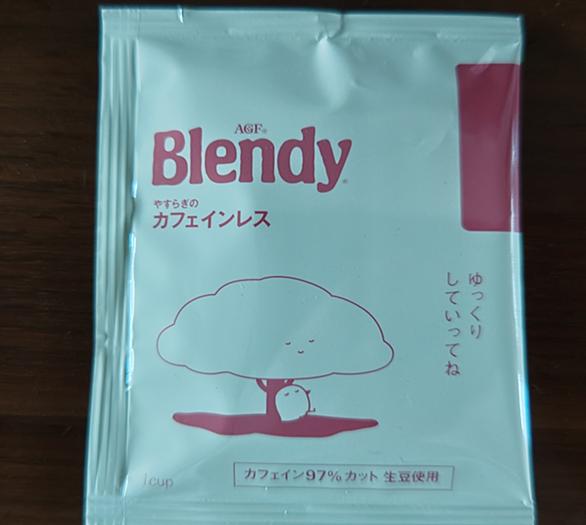 AGF®
Blendy®
やすらぎの
カフェインレス
ゆっくり
していってね
1cup
カフェイン97%カット 生豆使用